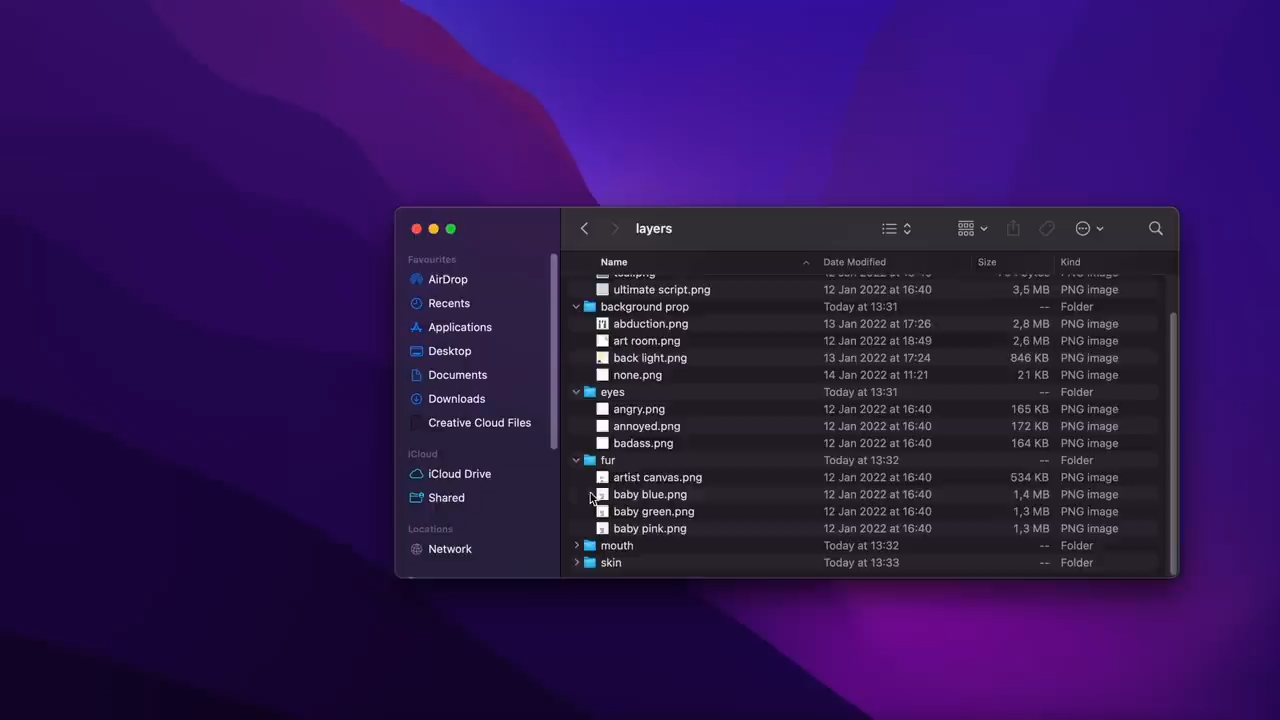 layers
Favourites
AirDrop
Recents
Applications
Desktop
Documents
Downloads
Creative Cloud Files
iCloud
iCloud Drive
Shared
Locations
Network
Name Date Modified Size Kind
ultimate script.png 12 Jan 2022 at 16:40 3,5 MB PNG image
background prop Today at 13:31 -- Folder
abduction.png 13 Jan 2022 at 17:26 2,8 MB PNG image
art room.png 12 Jan 2022 at 18:49 2,6 MB PNG image
back light.png 13 Jan 2022 at 17:24 846 KB PNG image
none.png 14 Jan 2022 at 11:21 21 KB PNG image
eyes Today at 13:31 -- Folder
angry.png 12 Jan 2022 at 16:40 165 KB PNG image
annoyed.png 12 Jan 2022 at 16:40 172 KB PNG image
badass.png 12 Jan 2022 at 16:40 164 KB PNG image
fur Today at 13:32 -- Folder
artist canvas.png 12 Jan 2022 at 16:40 534 KB PNG image
baby blue.png 12 Jan 2022 at 16:40 1,4 MB PNG image
baby green.png 12 Jan 2022 at 16:40 1,3 MB PNG image
baby pink.png 12 Jan 2022 at 16:40 1,3 MB PNG image
mouth Today at 13:32 -- Folder
skin Today at 13:33 -- Folder